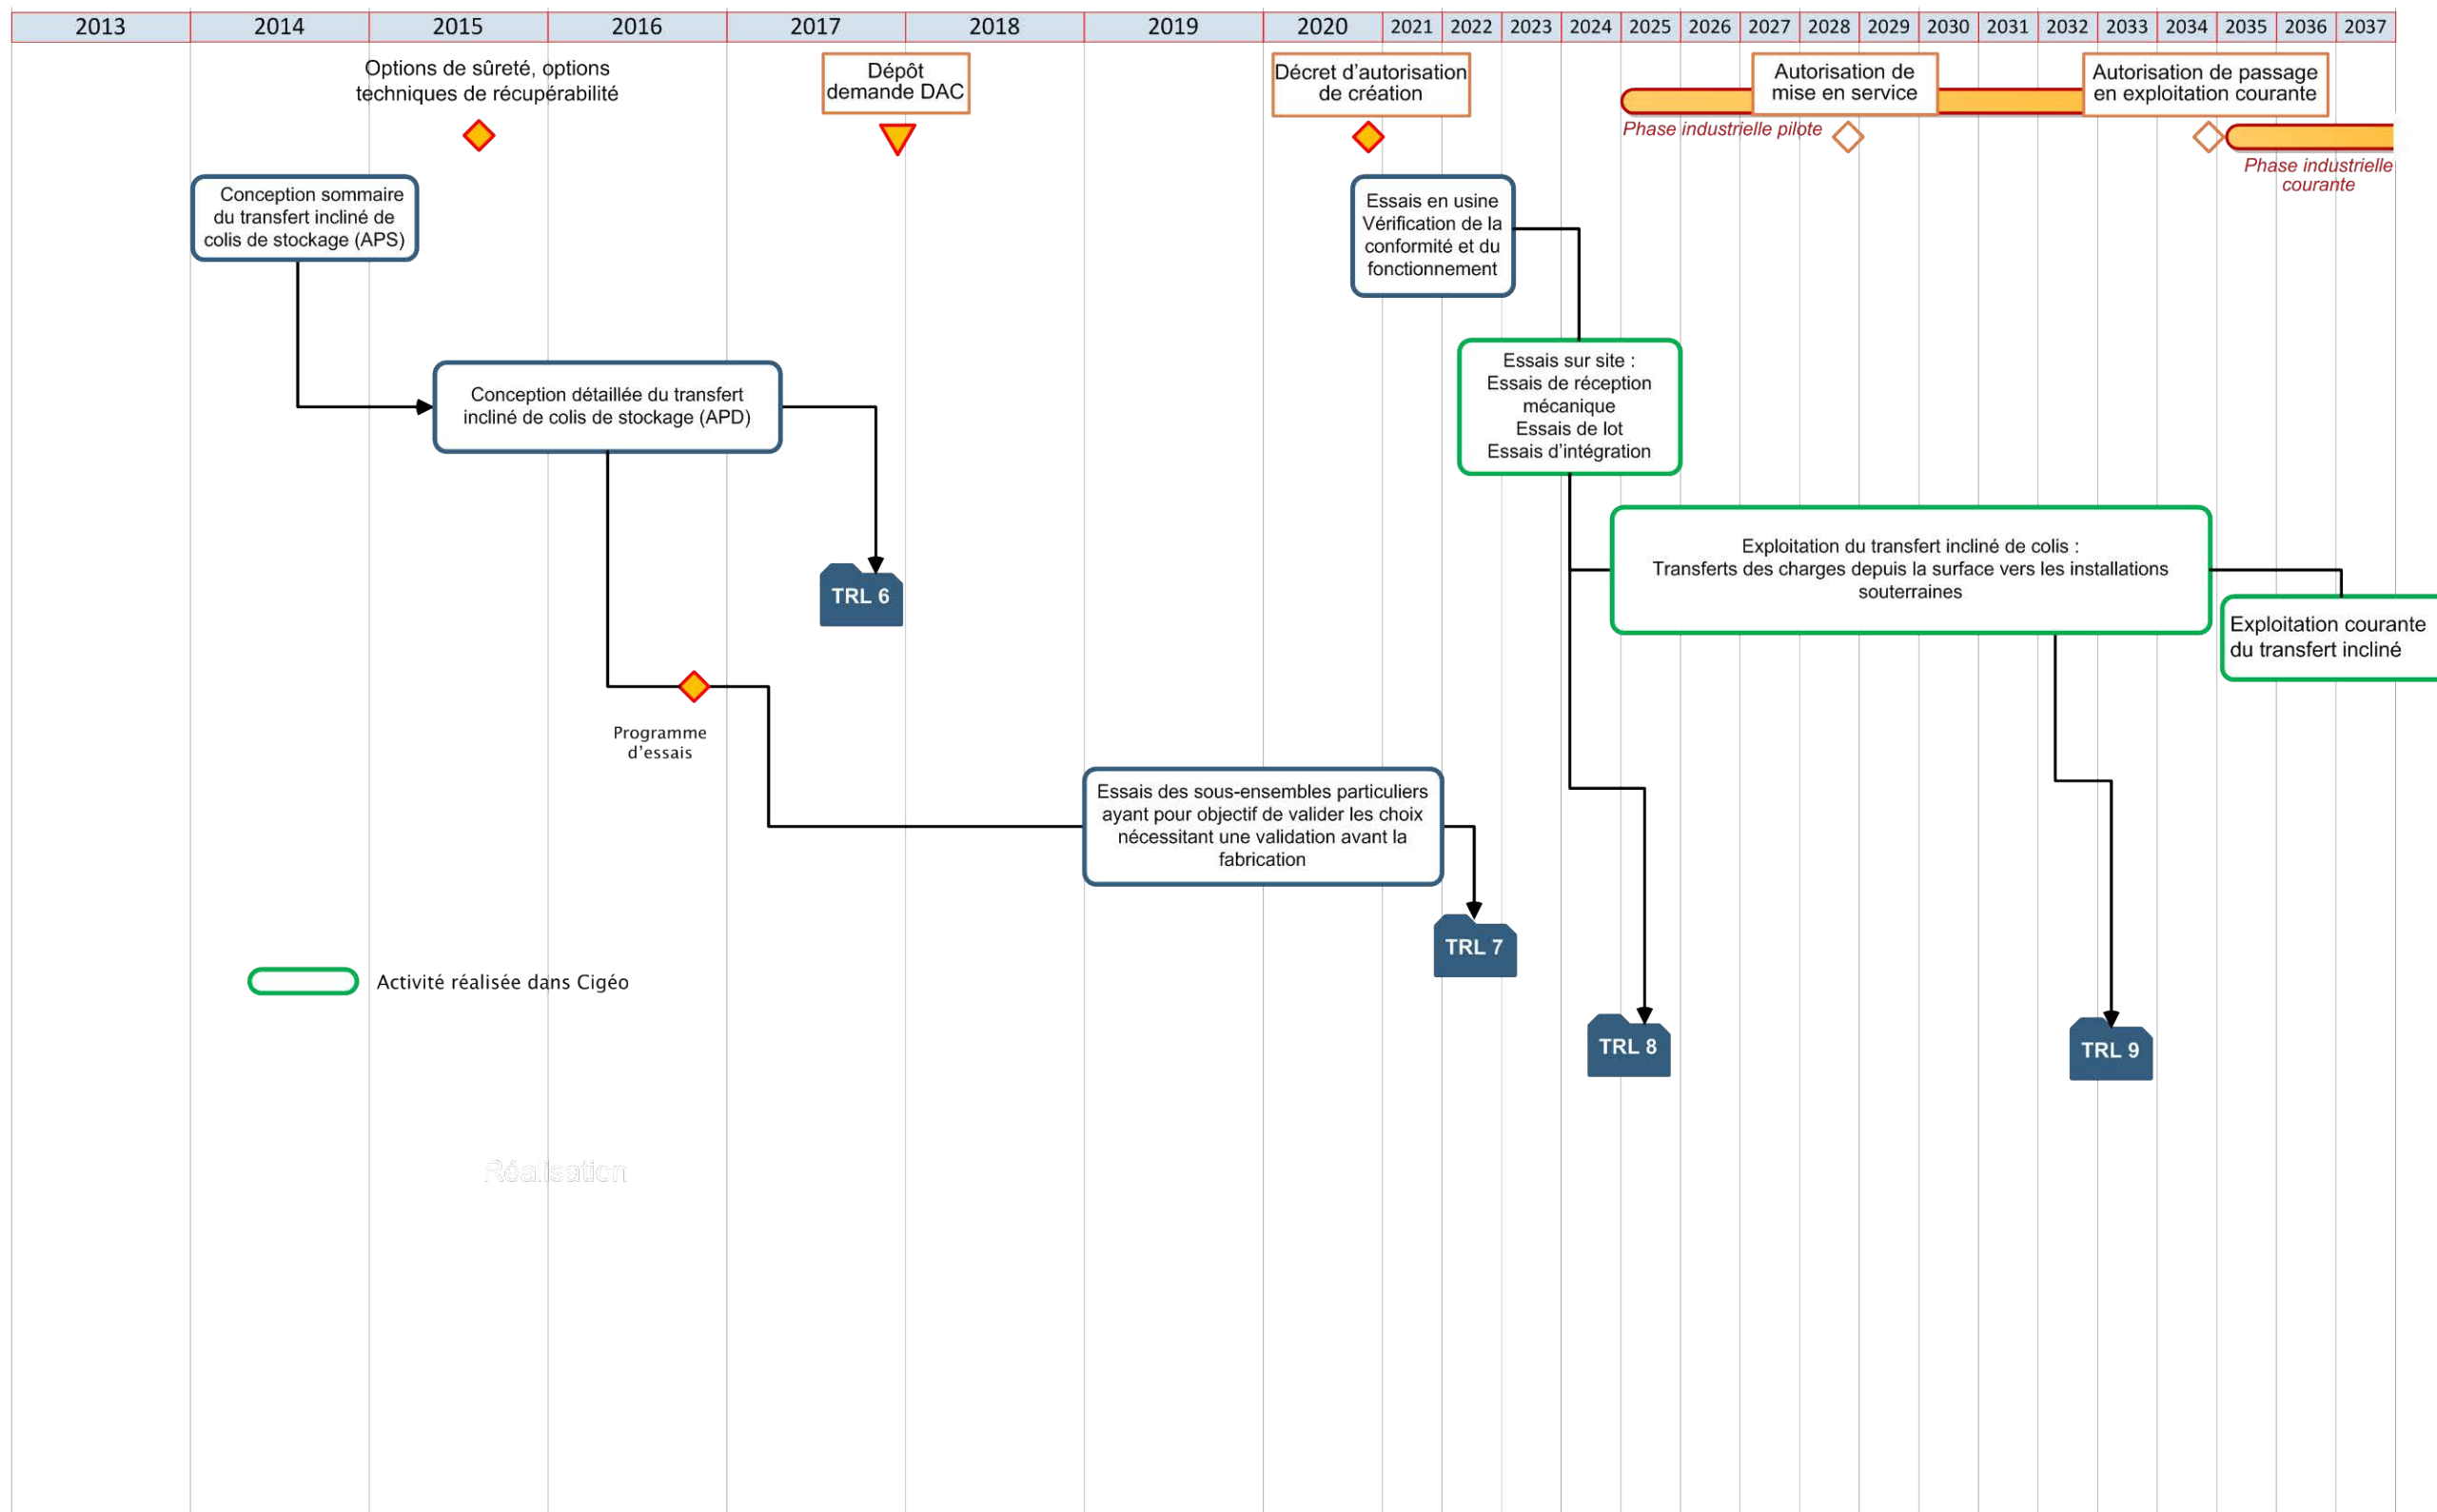 2013 2014 2015 2016 2017 2018 2019 2020 2021 2022 2023 2024 2025 2026 2027 2028 2029 2030 2031 2032 2033 2034 2035 2036 2037
Options de sûreté, options
techniques de récupérabilité
Dépôt
demande DAC
Décret d'autorisation
de création
Autorisation de
mise en service
Autorisation de passage
en exploitation courante
Phase industrielle pilote
Phase industrielle
courante
Conception sommaire
du transfert incliné de
colis de stockage (APS)
Essais en usine
Vérification de la
conformité et du
fonctionnement
Essais sur site :
Essais de réception
mécanique
Essais de lot
Essais d'intégration
Conception détaillée du transfert
incliné de colis de stockage (APD)
Exploitation du transfert incliné de colis :
Transferts des charges depuis la surface vers les installations
souterraines
TRL 6
Exploitation courante
du transfert incliné
Programme
d'essais
Essais des sous-ensembles particuliers
ayant pour objectif de valider les choix
nécessitant une validation avant la
fabrication
TRL 7
Activité réalisée dans Cigéo
TRL 8
TRL 9
Réalisation